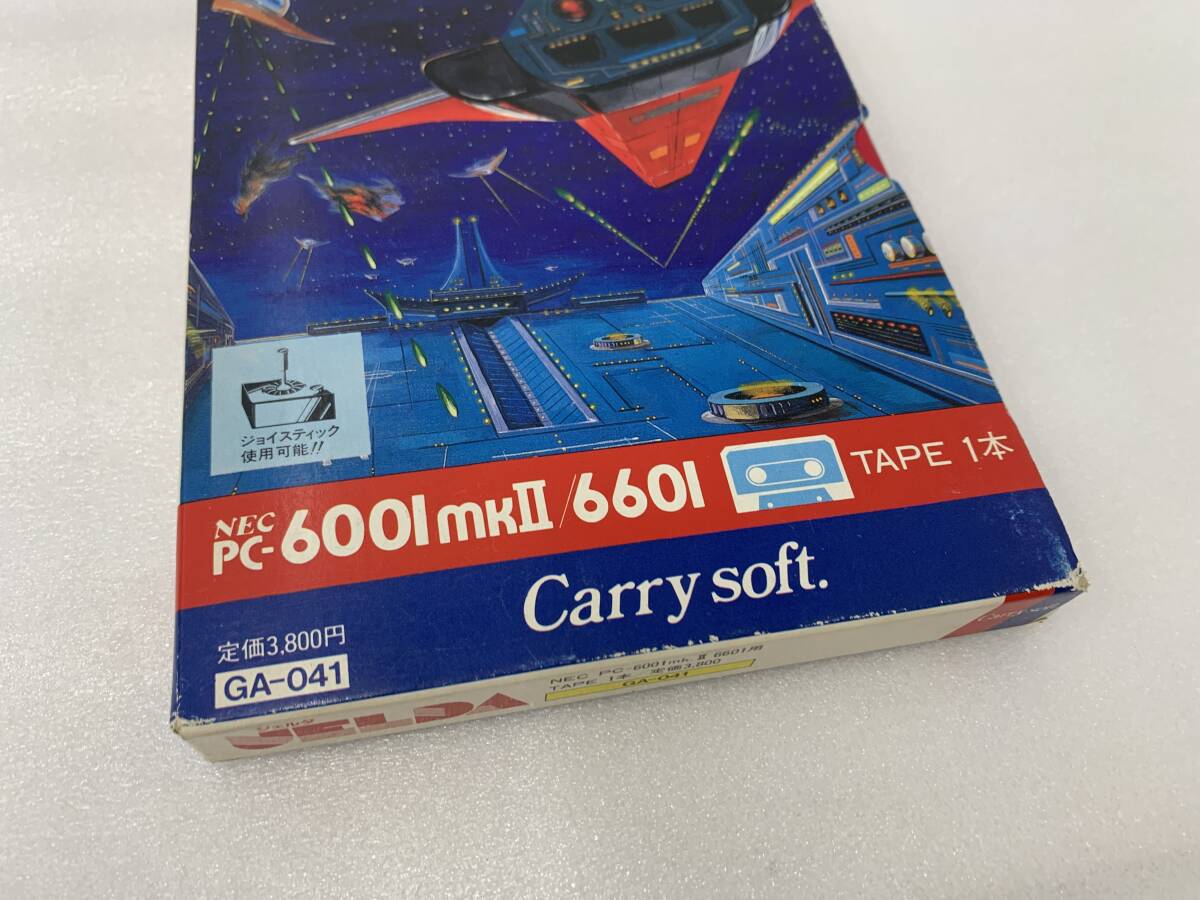 ジョイスティック
使用可能!!
NEC
PC-6001mkII/6601
TAPE 1本
Carry soft.
定価3,800円
GA-041
ジェルダ
JELDA
NEC PC-6001mk II 6601用
TAPE 1本 定価3,800
GA-041
Carry soft